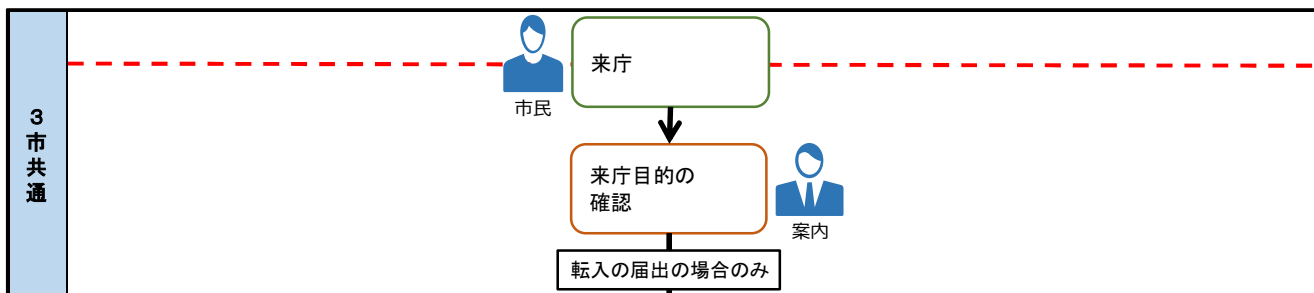 3市共通
来庁
市民
来庁目的の
確認
案内
転入の届出の場合のみ